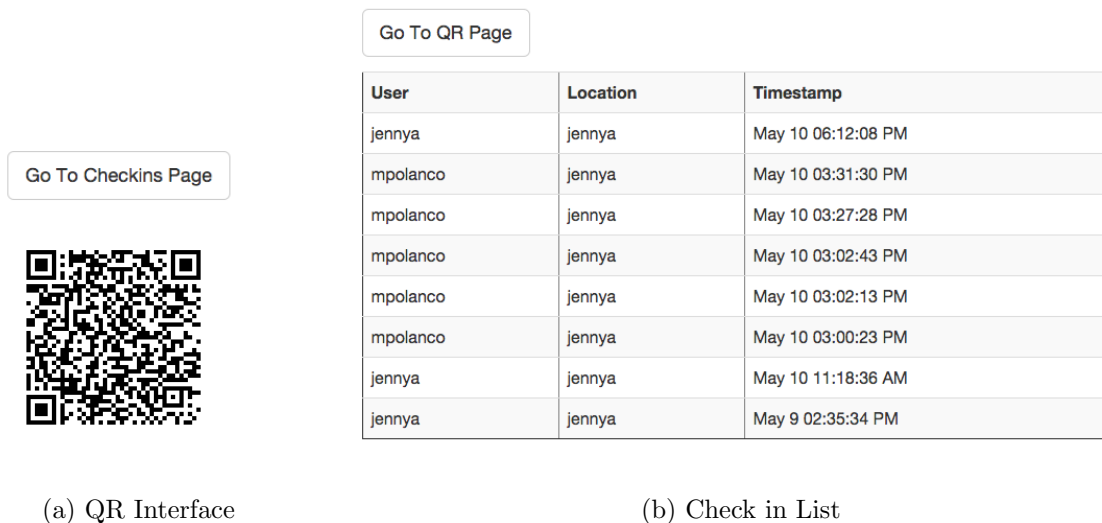 Go To Checkins Page
Go To QR Page
User Location Timestamp
jennya jennya May 10 06:12:08 PM
mpolanco jennya May 10 03:31:30 PM
mpolanco jennya May 10 03:27:28 PM
mpolanco jennya May 10 03:02:43 PM
mpolanco jennya May 10 03:02:13 PM
mpolanco jennya May 10 03:00:23 PM
jennya jennya May 10 11:18:36 AM
jennya jennya May 9 02:35:34 PM
(a) QR Interface
(b) Check in List